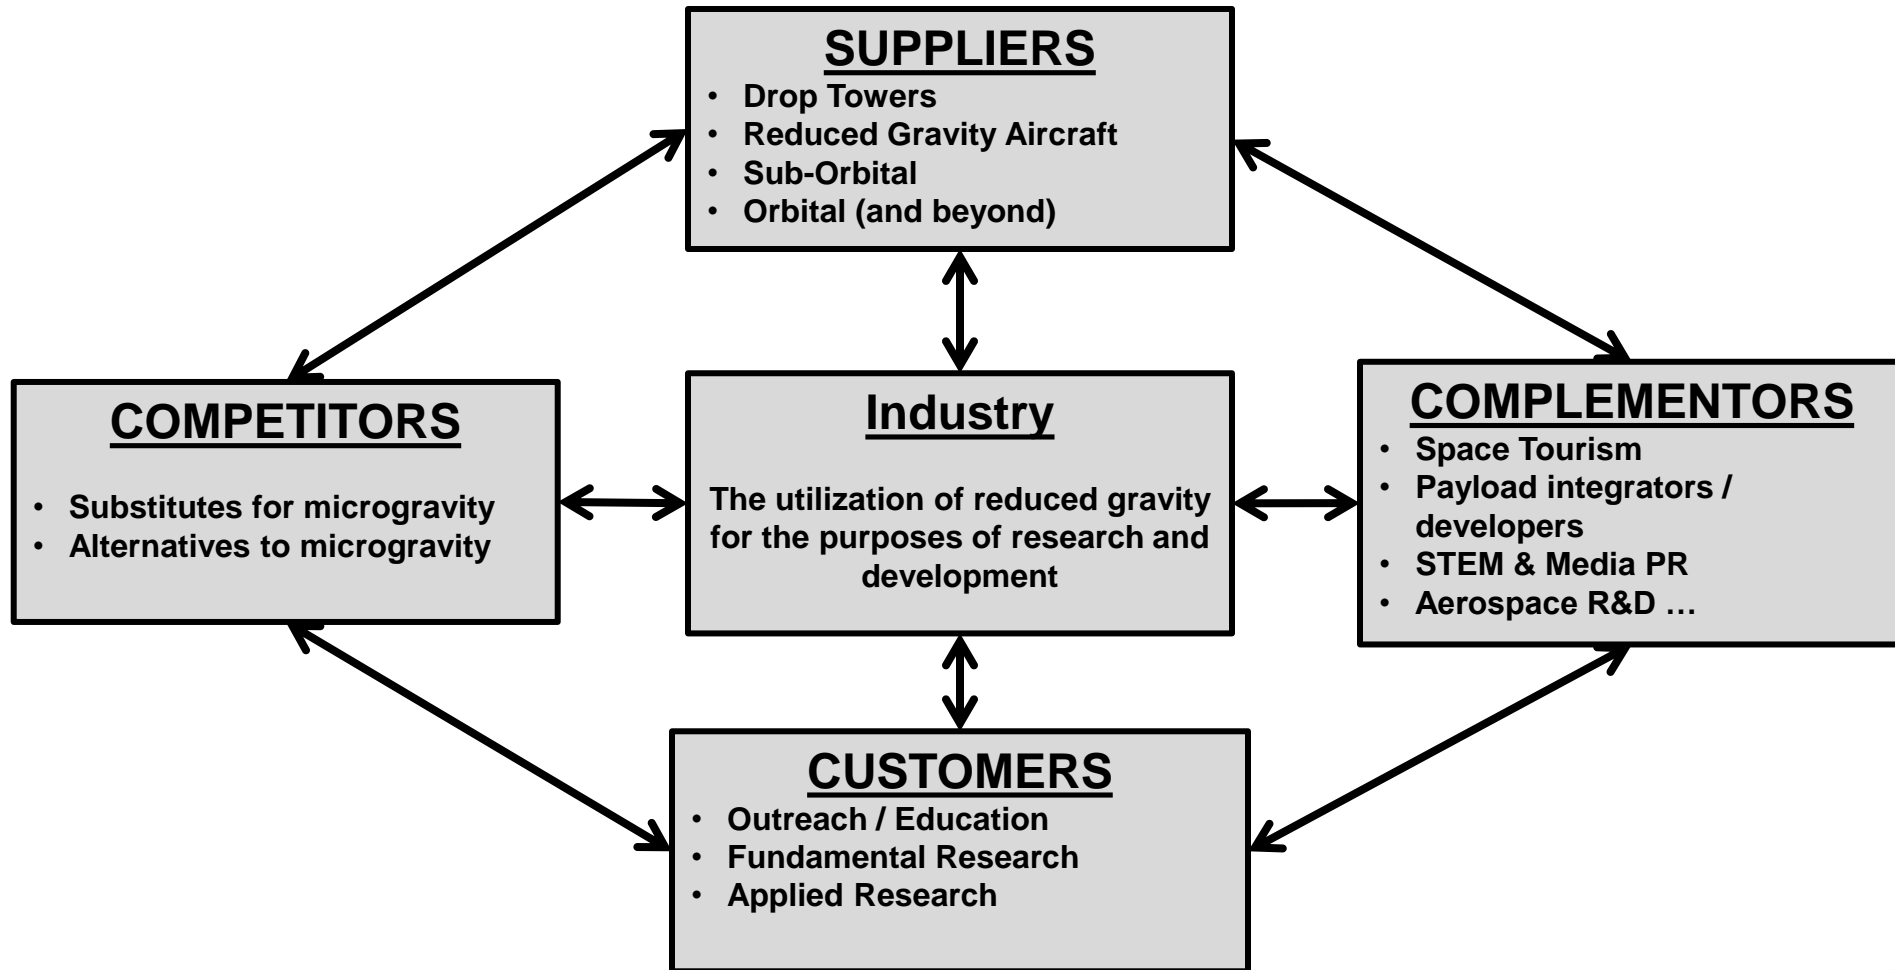 SUPPLIERS
• Drop Towers
• Reduced Gravity Aircraft
• Sub-Orbital
• Orbital (and beyond)
COMPETITORS
• Substitutes for microgravity
• Alternatives to microgravity
Industry
The utilization of reduced gravity
for the purposes of research and
development
COMPLEMENTORS
• Space Tourism
• Payload integrators /
developers
• STEM & Media PR
• Aerospace R&D …
CUSTOMERS
• Outreach / Education
• Fundamental Research
• Applied Research